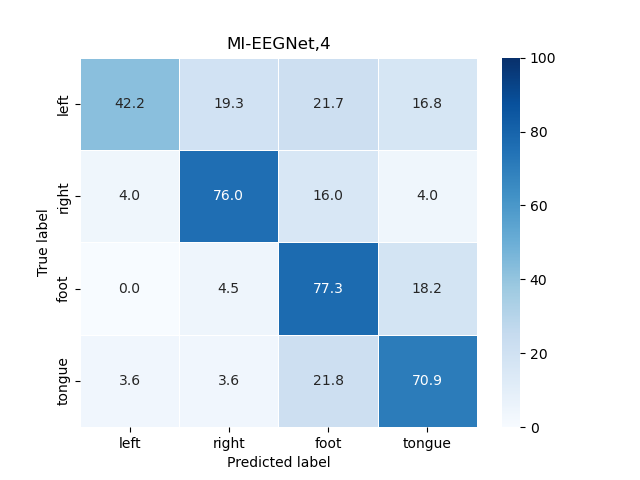 MI-EEGNet,4
True label
left 42.2 19.3 21.7 16.8
right 4.0 76.0 16.0 4.0
foot 0.0 4.5 77.3 18.2
tongue 3.6 3.6 21.8 70.9
left right foot tongue
Predicted label
100
80
60
40
20
0